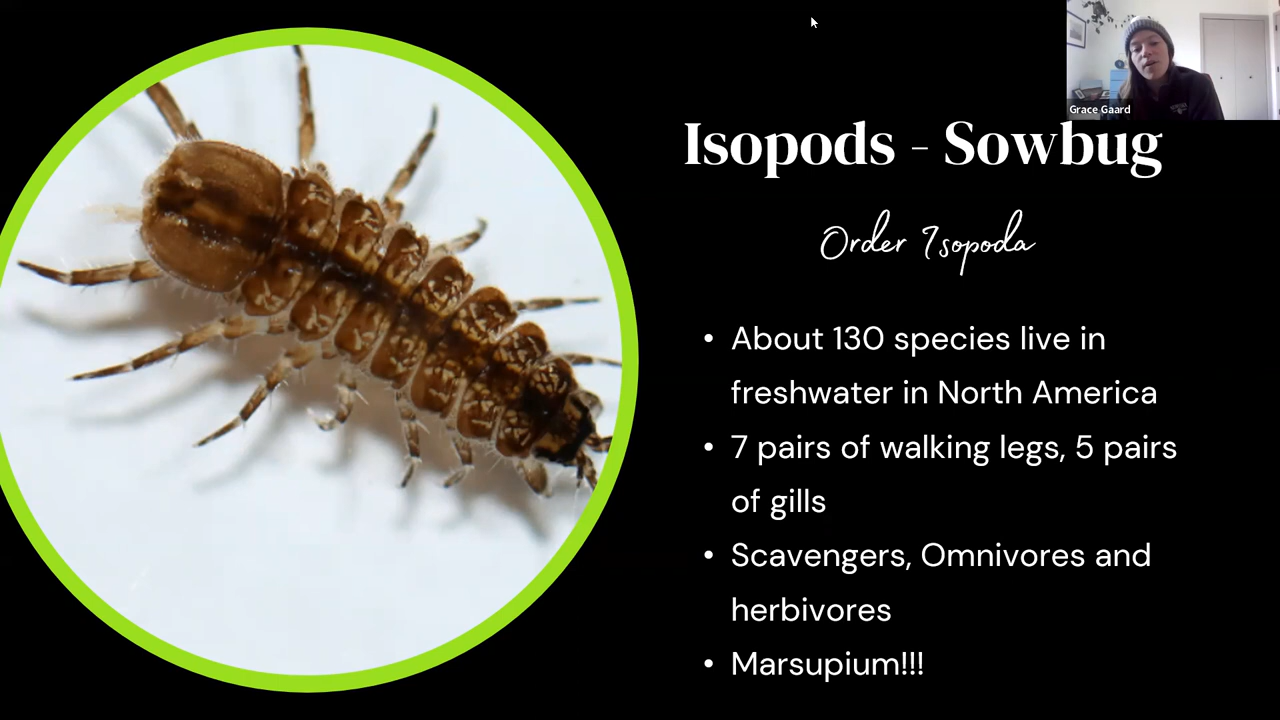 Grace Gaard
Isopods - Sowbug
Order Isopoda
• About 130 species live in
freshwater in North America
• 7 pairs of walking legs, 5 pairs
of gills
• Scavengers, Omnivores and
herbivores
• Marsupium!!!